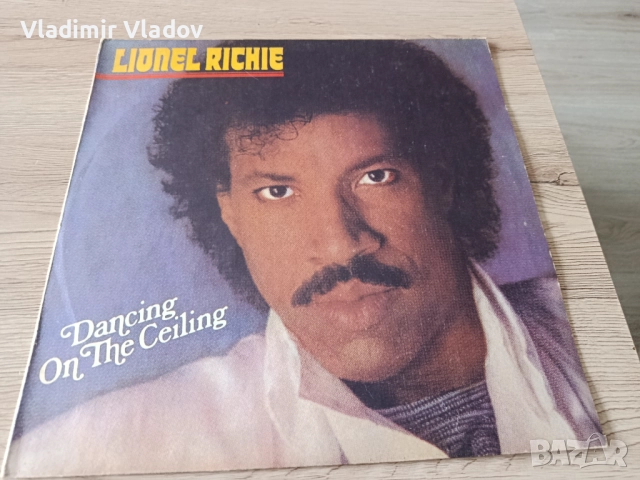 Vladimir Vladov
LIONEL RICHIE
Dancing
On The Ceiling
BAZAR